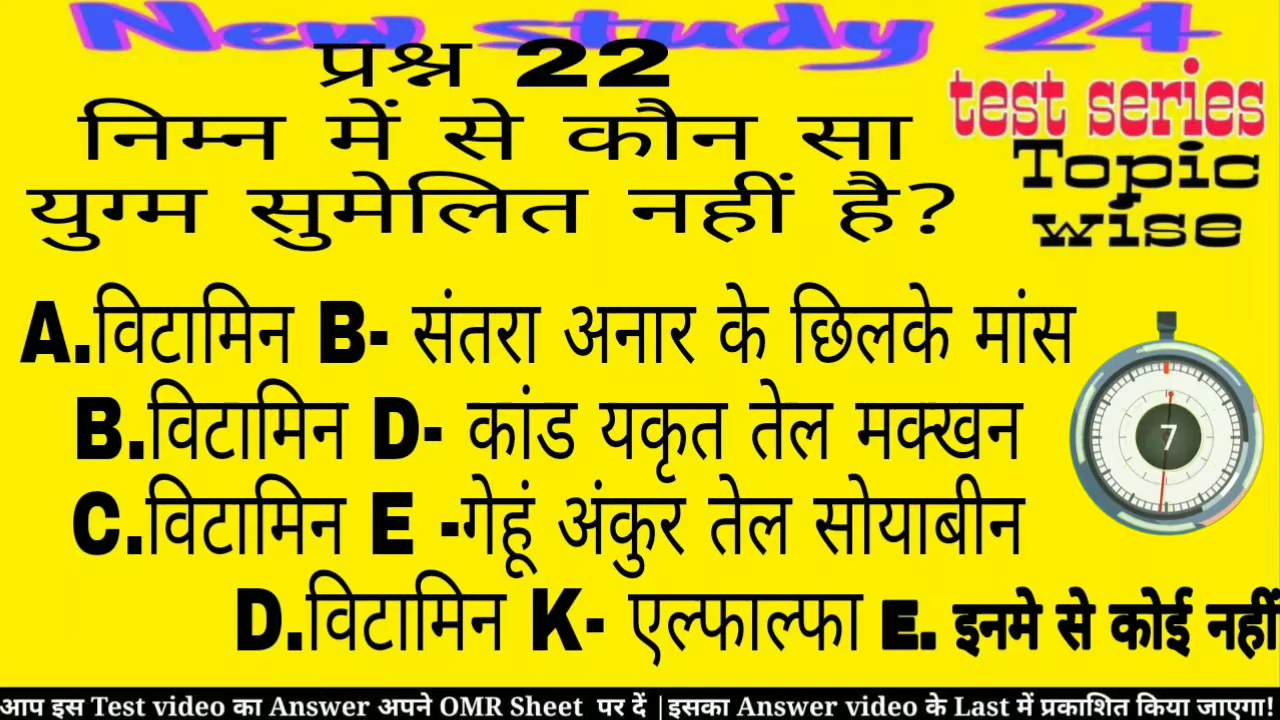 New study 24
प्रश्न 22
test series
Topic
wise
निम्न में से कौन सा
युग्म सुमेलित नहीं है?
A.विटामिन B- संतरा अनार के छिलके मांस
B.विटामिन D- कांड यकृत तेल मक्खन
C.विटामिन E -गेहूं अंकुर तेल सोयाबीन
D.विटामिन K- एल्फाल्फा E. इनमे से कोई नहीं
7
आप इस Test video का Answer अपने OMR Sheet पर दें |इसका Answer video के Last में प्रकाशित किया जाएगा!